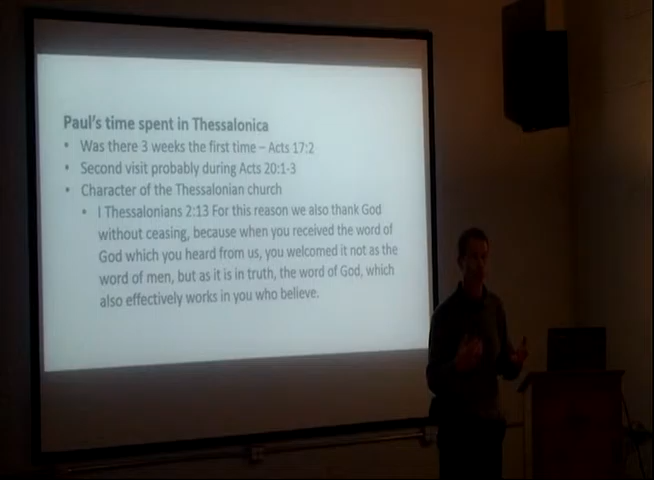 Paul's time spent in Thessalonica
• Was there 3 weeks the first time – Acts 17:2
• Second visit probably during Acts 20:1-3
• Character of the Thessalonian church
• I Thessalonians 2:13 For this reason we also thank God
without ceasing, because when you received the word of
God which you heard from us, you welcomed it not as the
word of men, but as it is in truth, the word of God, which
also effectively works in you who believe.